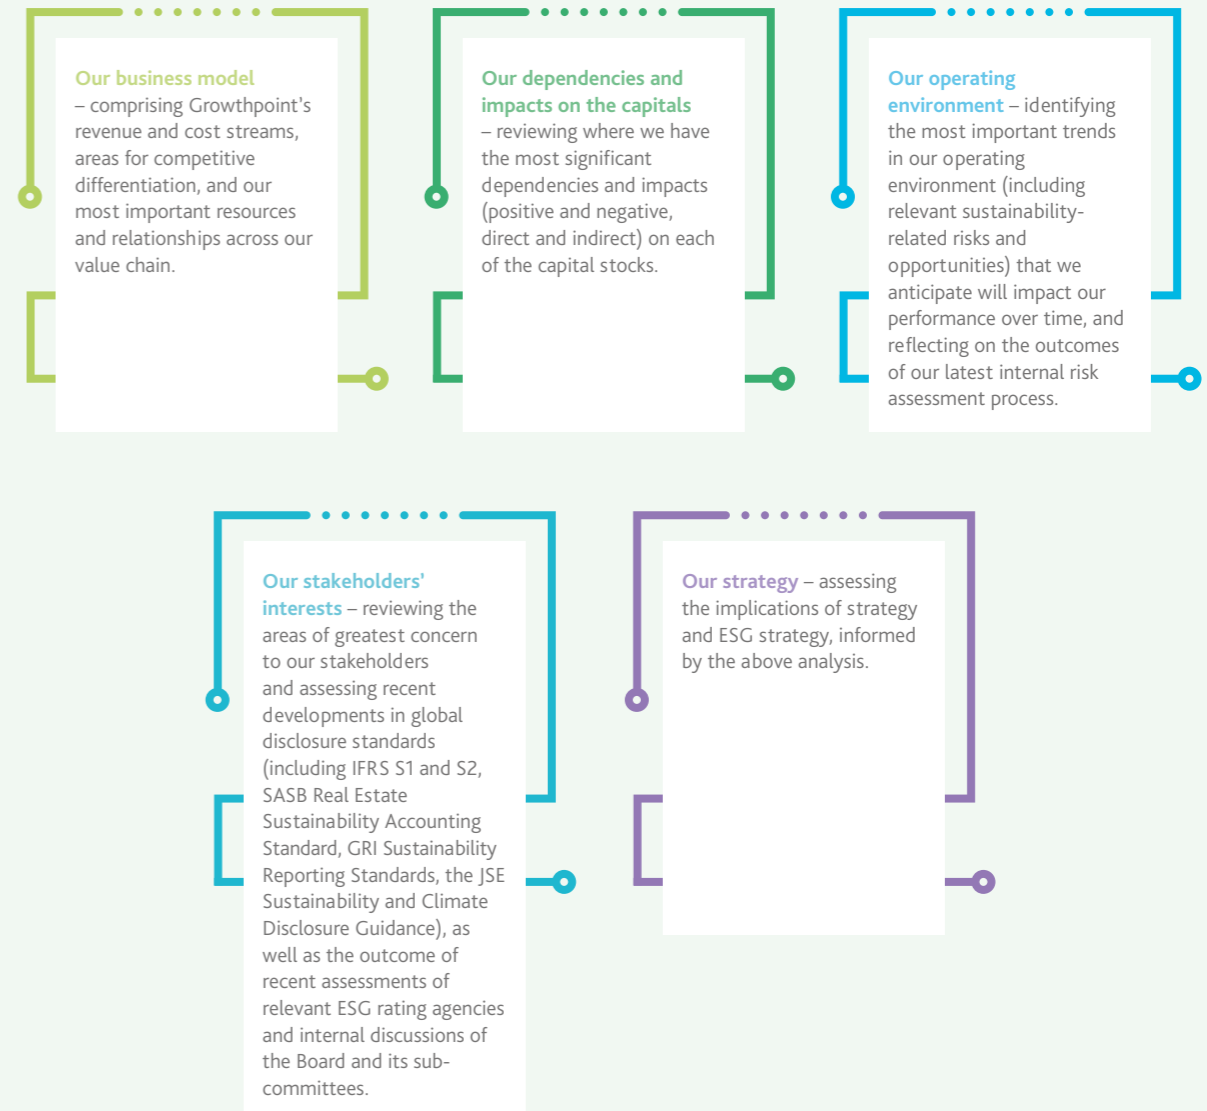 Our business model
– comprising Growthpoint's
revenue and cost streams,
areas for competitive
differentiation, and our
most important resources
and relationships across our
value chain.
Our dependencies and
impacts on the capitals
– reviewing where we have
the most significant
dependencies and impacts
(positive and negative,
direct and indirect) on each
of the capital stocks.
Our operating
environment – identifying
the most important trends
in our operating
environment (including
relevant sustainability-
related risks and
opportunities) that we
anticipate will impact our
performance over time, and
reflecting on the outcomes
of our latest internal risk
assessment process.
Our stakeholders'
interests – reviewing the
areas of greatest concern
to our stakeholders
and assessing recent
developments in global
disclosure standards
(including IFRS S1 and S2,
SASB Real Estate
Sustainability Accounting
Standard, GRI Sustainability
Reporting Standards, the JSE
Sustainability and Climate
Disclosure Guidance), as
well as the outcome of
recent assessments of
relevant ESG rating agencies
and internal discussions of
the Board and its sub-
committees.
Our strategy – assessing
the implications of strategy
and ESG strategy, informed
by the above analysis.